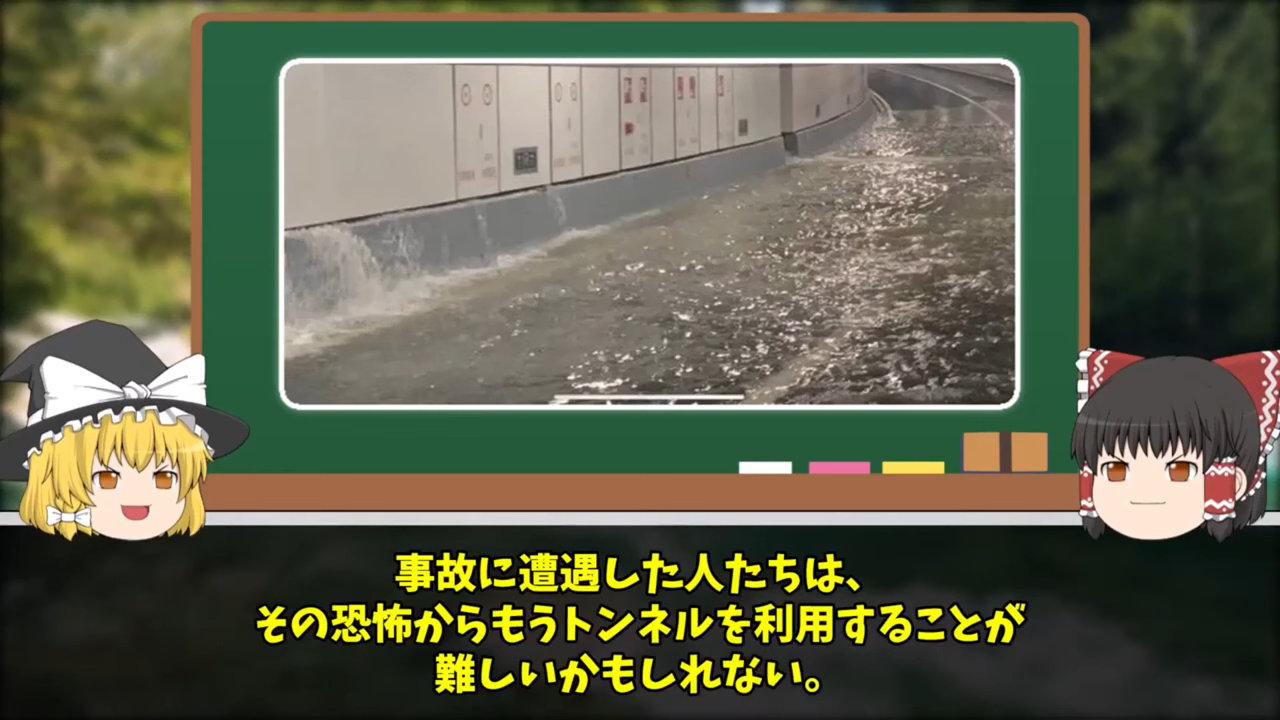 事故に遭遇した人たちは、
その恐怖からもうトンネルを利用することが
難しいかもしれない。